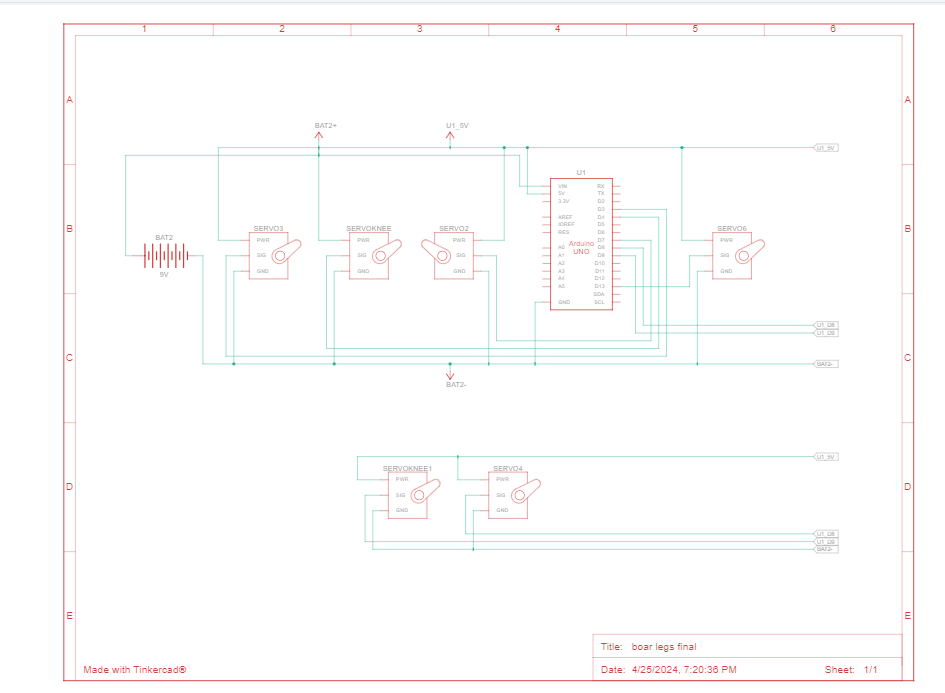 1 2 3 4 5 6
A A
BAT2+ U1_5V
U1_5V
U1
VIN RX
5V TX
3.3V D2
D3
AREF D4
IOREF D5
RES D6
D7
A0 D8
A1 D9
A2 D10
A3 D11
A4 D12
A5 D13
SDA
GND SCL
Arduino
UNO
B B
BAT2
9V
SERVO3 SERVOKNEE SERVO2 SERVO6
PWR PWR PWR PWR
SIG SIG SIG SIG
GND GND GND GND
U1_D8
U1_D9
C C
BAT2-
BAT2-
U1_5V
SERVOKNEE1 SERVO4
PWR PWR
D D
SIG SIG
GND GND
U1_D8
U1_D9
BAT2-
E E
Title: boar legs final
Made with Tinkercad®
Date: 4/25/2024, 7:20:36 PM Sheet: 1/1